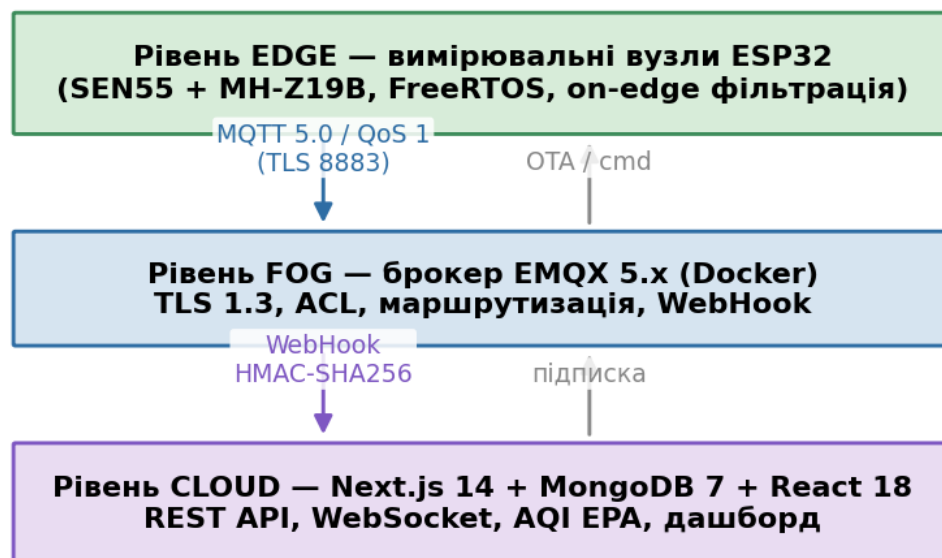 Рівень EDGE — вимірювальні вузли ESP32
(SEN55 + MH-Z19B, FreeRTOS, on-edge фільтрація)
MQTT 5.0 / QoS 1
(TLS 8883)
OTA / cmd
Рівень FOG — брокер EMQX 5.x (Docker)
TLS 1.3, ACL, маршрутизація, WebHook
WebHook
HMAC-SHA256
підписка
Рівень CLOUD — Next.js 14 + MongoDB 7 + React 18
REST API, WebSocket, AQI EPA, дашборд